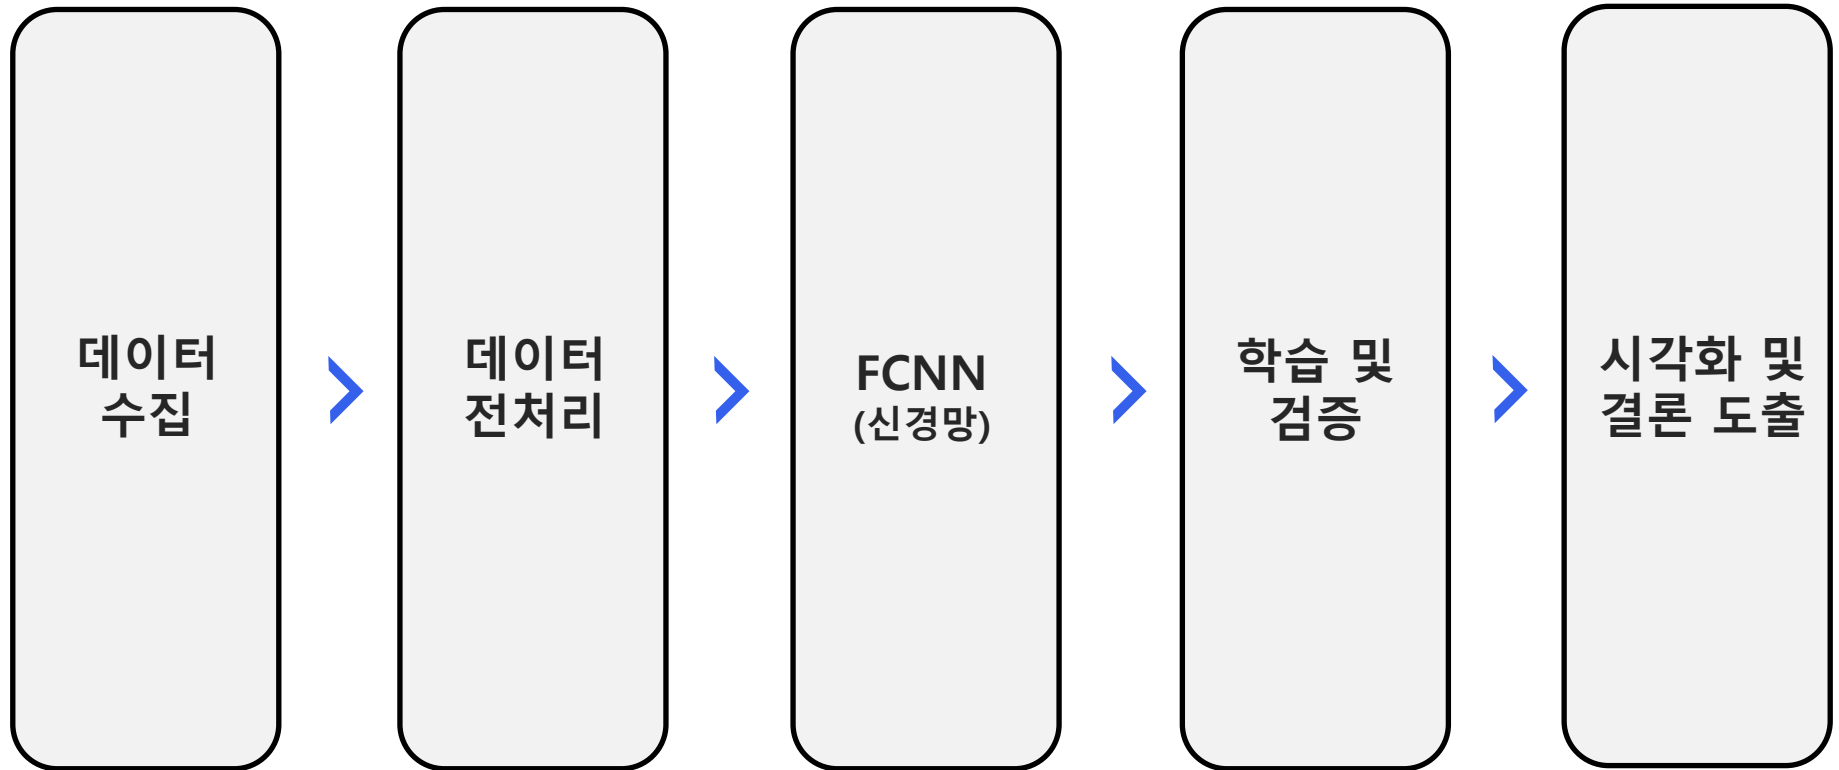 데이터
수집
데이터
전처리
FCNN
(신경망)
학습 및
검증
시각화 및
결론 도출